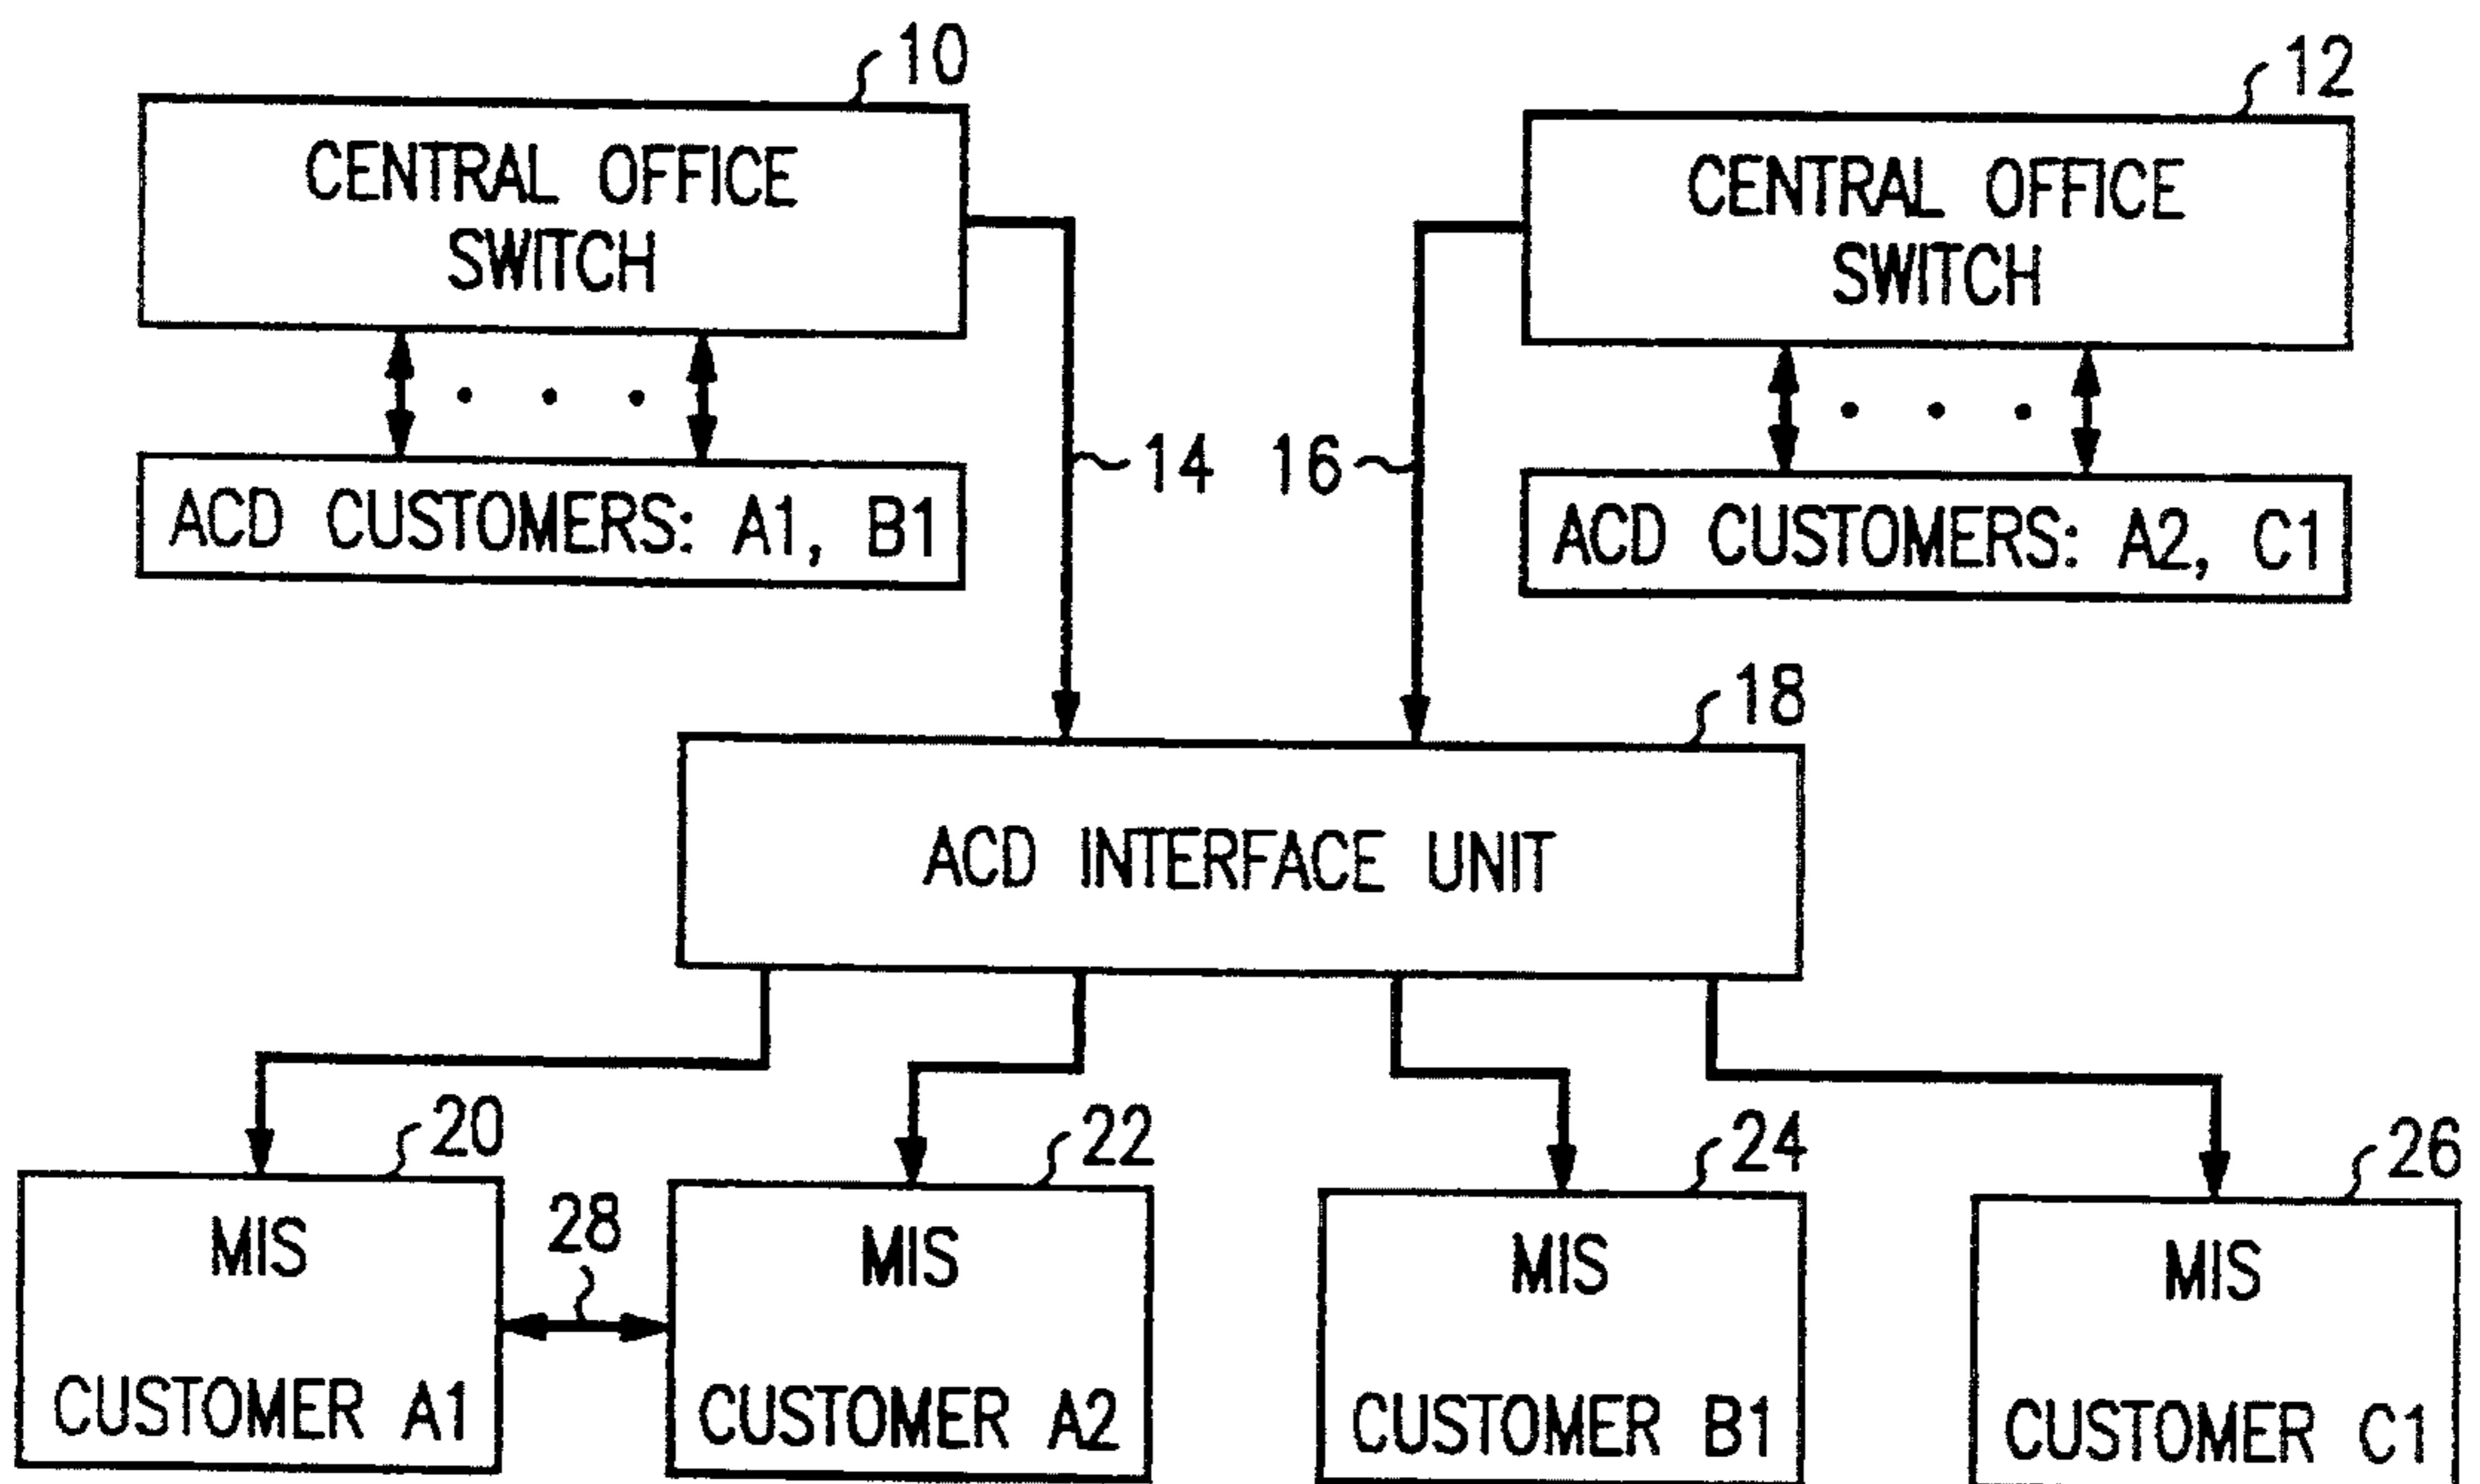 10
12
CENTRAL OFFICE
SWITCH
CENTRAL OFFICE
SWITCH
14
16
ACD CUSTOMERS: A1, B1
ACD CUSTOMERS: A2, C1
18
ACD INTERFACE UNIT
20
22
24
26
28
MIS
CUSTOMER A1
MIS
CUSTOMER A2
MIS
CUSTOMER B1
MIS
CUSTOMER C1